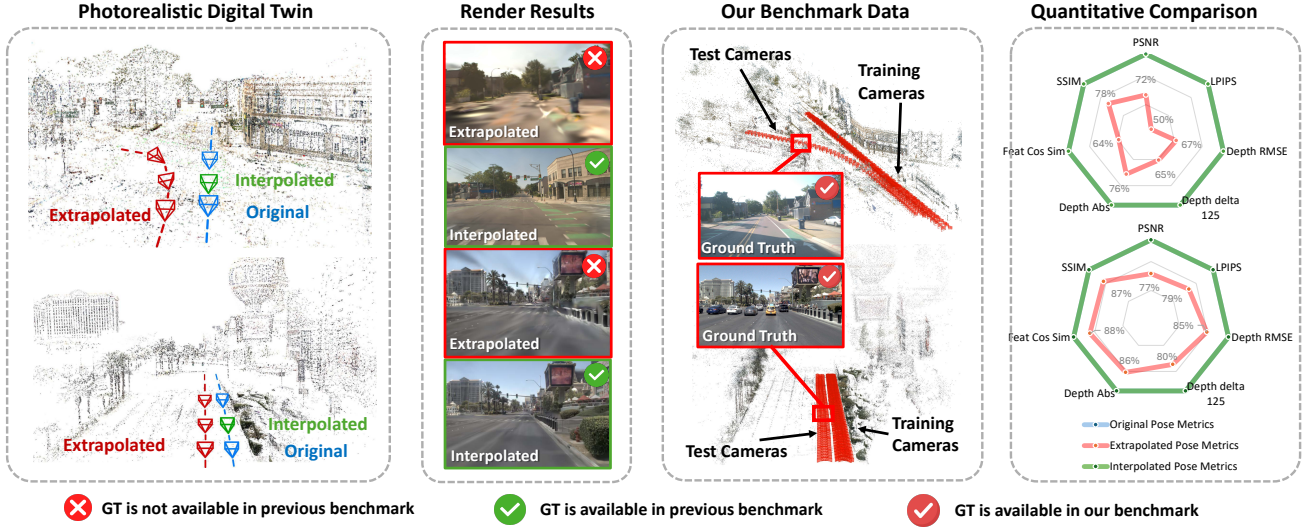 Photorealistic Digital Twin
Render Results
Our Benchmark Data
Quantitative Comparison
Extrapolated
Interpolated
Original
Extrapolated
Interpolated
Original
Extrapolated
Interpolated
Extrapolated
Interpolated
Test Cameras
Training
Cameras
Ground Truth
Ground Truth
Test Cameras
Training
Cameras
PSNR
SSIM
LPIPS
72%
78%
50%
64%
67%
Feat Cos Sim
Depth RMSE
76%
65%
Depth Abs
Depth delta
125
PSNR
SSIM
LPIPS
87%
77%
79%
88%
85%
Feat Cos Sim
Depth RMSE
86%
80%
Depth Abs
Depth delta
125
Original Pose Metrics
Extrapolated Pose Metrics
Interpolated Pose Metrics
GT is not available in previous benchmark
GT is available in previous benchmark
GT is available in our benchmark